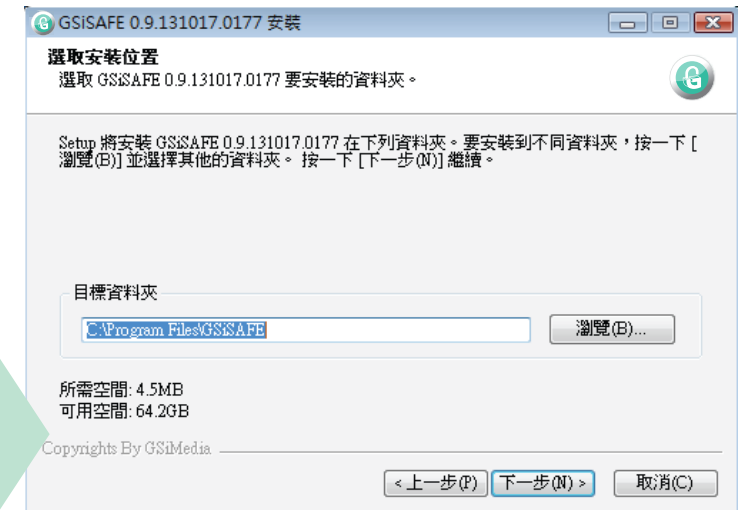 GSiSAFE 0.9.131017.0177 安裝
選取安裝位置
選取 GSiSAFE 0.9.131017.0177 要安裝的資料夾。
Setup 將安裝 GSiSAFE 0.9.131017.0177 在下列資料夾。要安裝到不同資料夾，按一下 [
瀏覽(B)] 並選擇其他的資料夾。 按一下 [下一步(N)] 繼續。
目標資料夾
C:\Program Files\GSiSAFE
瀏覽(B)...
所需空間: 4.5MB
可用空間: 64.2GB
Copyrights By GSiMedia
< 上一步(P) 下一步(N) > 取消(C)